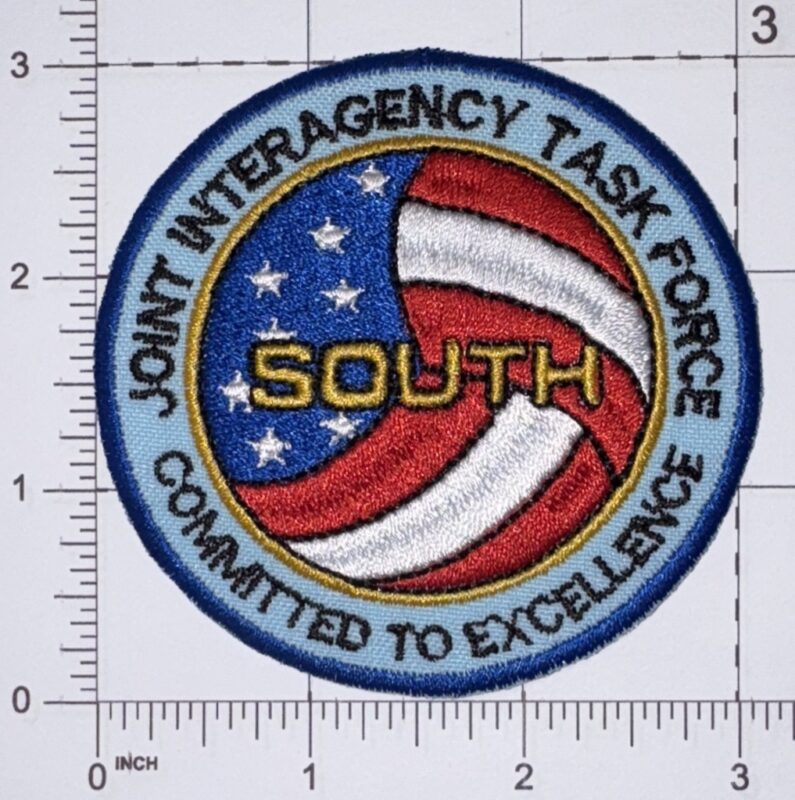 3
3
JOINT INTERAGENCY TASK FORCE
2
SOUTH
1
COMMITTED TO EXCELLENCE
0
0 INCH 1 2 3